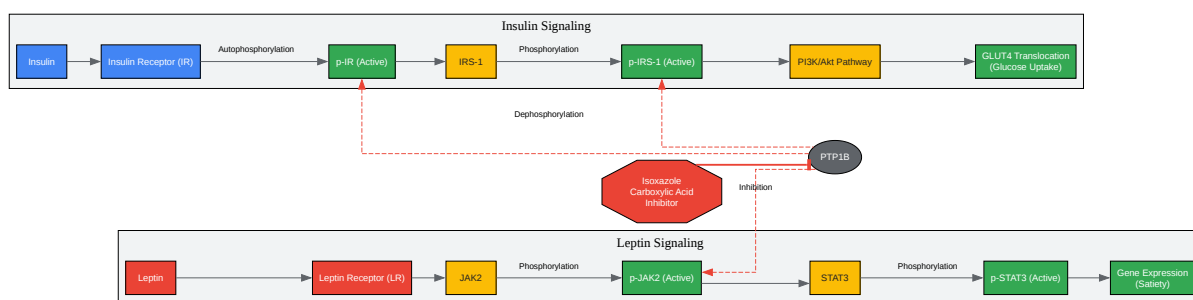 Insulin Signaling
Autophosphorylation
Phosphorylation
Insulin
Insulin Receptor (IR)
p-IR (Active)
IRS-1
p-IRS-1 (Active)
PI3K/Akt Pathway
GLUT4 Translocation
(Glucose Uptake)
Dephosphorylation
PTP1B
Isoxazole
Carboxylic Acid
Inhibitor
Inhibition
Leptin Signaling
Phosphorylation
Phosphorylation
Leptin
Leptin Receptor (LR)
JAK2
p-JAK2 (Active)
STAT3
p-STAT3 (Active)
Gene Expression
(Satiety)